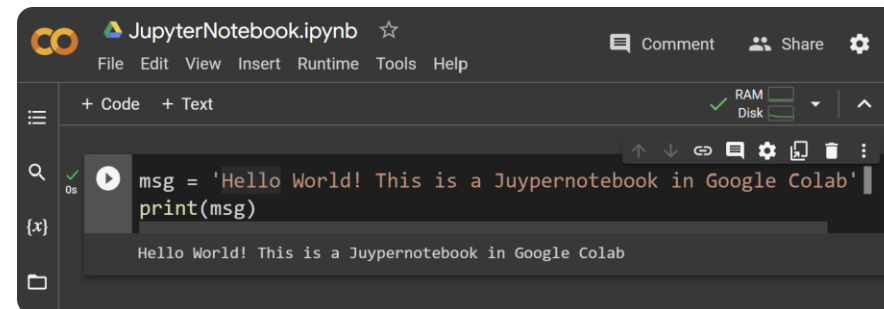 JupyterNotebook.ipynb
Comment Share
File Edit View Insert Runtime Tools Help
+ Code + Text
RAM
Disk
0s
msg = 'Hello World! This is a Juypernotebook in Google Colab'
print(msg)
{x}
Hello World! This is a Juypernotebook in Google Colab